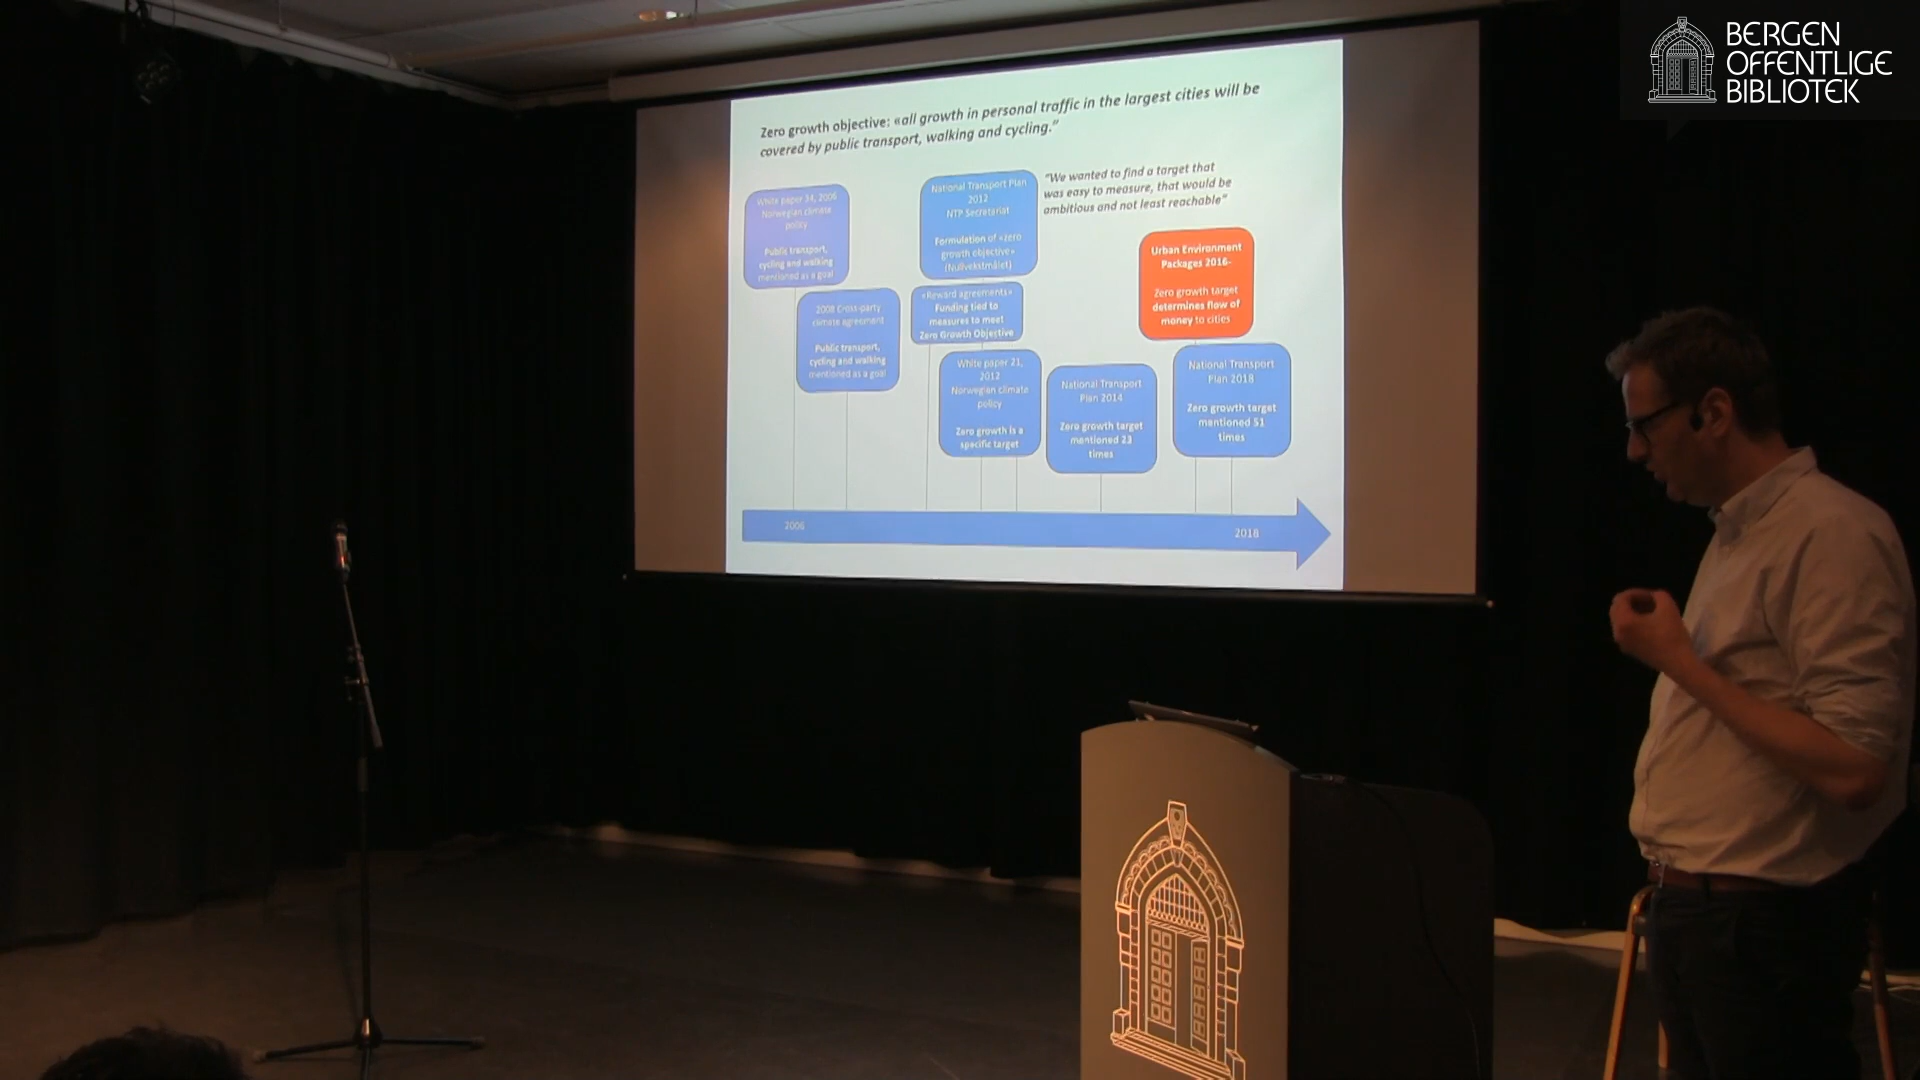 BERGEN
OFFENTLIGE
BIBLIOTEK
Zero growth objective: «all growth in personal traffic in the largest cities will be
covered by public transport, walking and cycling.”
White paper 34, 2006
Norwegian climate
policy
Public transport,
cycling and walking
mentioned as a goal
2008 Cross-party
climate agreement
Public transport,
cycling and walking
mentioned as a goal
National Transport Plan
2012
NTP Secretariat
Formulation of «zero
growth objective»
(Nullvekstmålet)
“We wanted to find a target that
was easy to measure, that would be
ambitious and not least reachable”
«Reward agreements»
Funding tied to
measures to meet
Zero Growth Objective
White paper 21,
2012
Norwegian climate
policy
Zero growth is a
specific target
National Transport
Plan 2014
Zero growth target
mentioned 23
times
Urban Environment
Packages 2016-
Zero growth target
determines flow of
money to cities
National Transport
Plan 2018
Zero growth target
mentioned 51
times
2006
2018